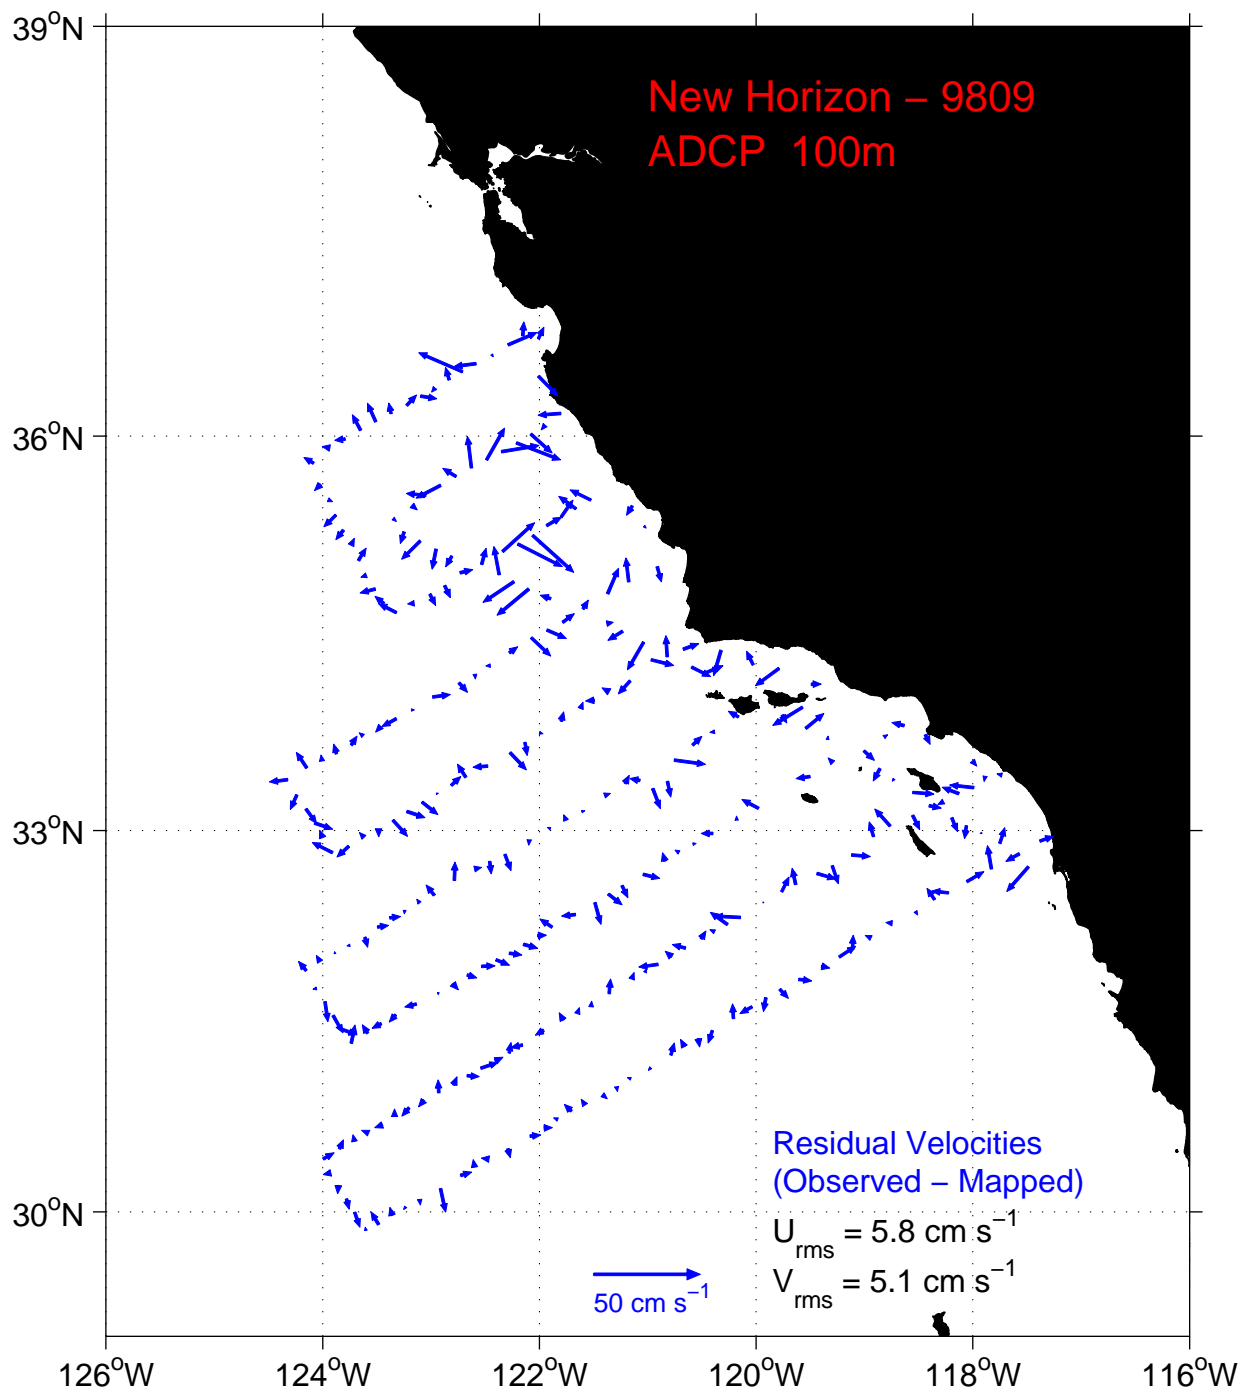 39°N
New Horizon – 9809
ADCP 100m
36°N
33°N
Residual Velocities
(Observed – Mapped)
30°N
U_rms = 5.8 cm s⁻¹
V_rms = 5.1 cm s⁻¹
50 cm s⁻¹
126°W 124°W 122°W 120°W 118°W 116°W